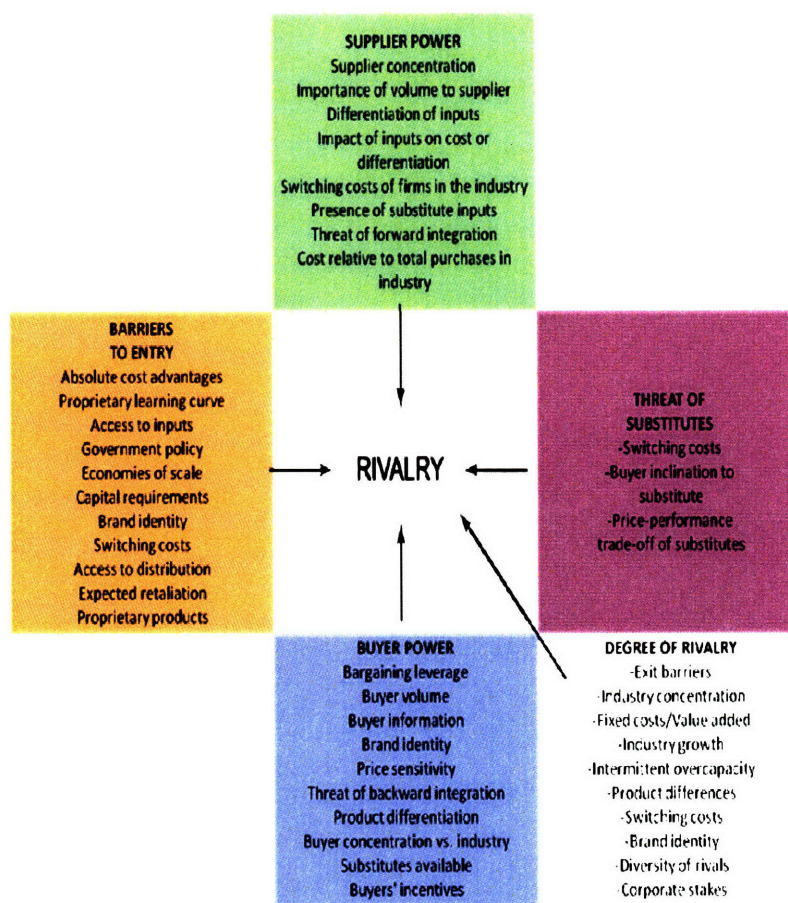 SUPPLIER POWER
Supplier concentration
Importance of volume to supplier
Differentiation of inputs
Impact of inputs on cost or
differentiation
Switching costs of firms in the industry
Presence of substitute inputs
Threat of forward integration
Cost relative to total purchases in
industry
BARRIERS
TO ENTRY
Absolute cost advantages
Proprietary learning curve
Access to inputs
Government policy
Economies of scale
Capital requirements
Brand identity
Switching costs
Access to distribution
Expected retaliation
Proprietary products
RIVALRY
THREAT OF
SUBSTITUTES
-Switching costs
-Buyer inclination to
substitute
-Price-performance
trade-off of substitutes
BUYER POWER
Bargaining leverage
Buyer volume
Buyer information
Brand identity
Price sensitivity
Threat of backward integration
Product differentiation
Buyer concentration vs. industry
Substitutes available
Buyers' incentives
DEGREE OF RIVALRY
-Exit barriers
-Industry concentration
-Fixed costs/Value added
-Industry growth
-Intermittent overcapacity
-Product differences
-Switching costs
-Brand identity
-Diversity of rivals
-Corporate stakes